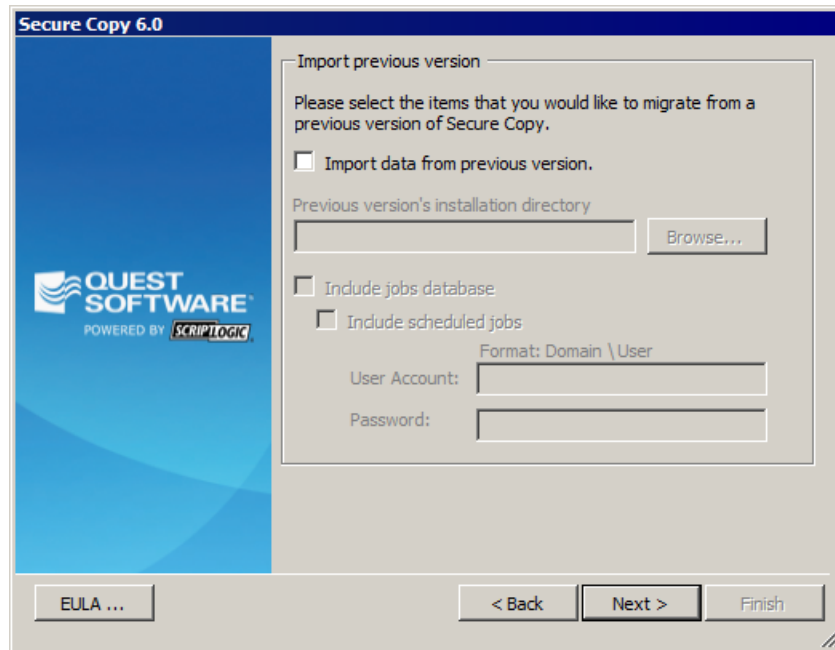 Secure Copy 6.0
Import previous version
Please select the items that you would like to migrate from a
previous version of Secure Copy.
Import data from previous version.
Previous version's installation directory
Browse...
Include jobs database
Include scheduled jobs
Format: Domain \ User
User Account:
Password:
QUEST
SOFTWARE
POWERED BY SCRIPTLOGIC
EULA ...
< Back
Next >
Finish